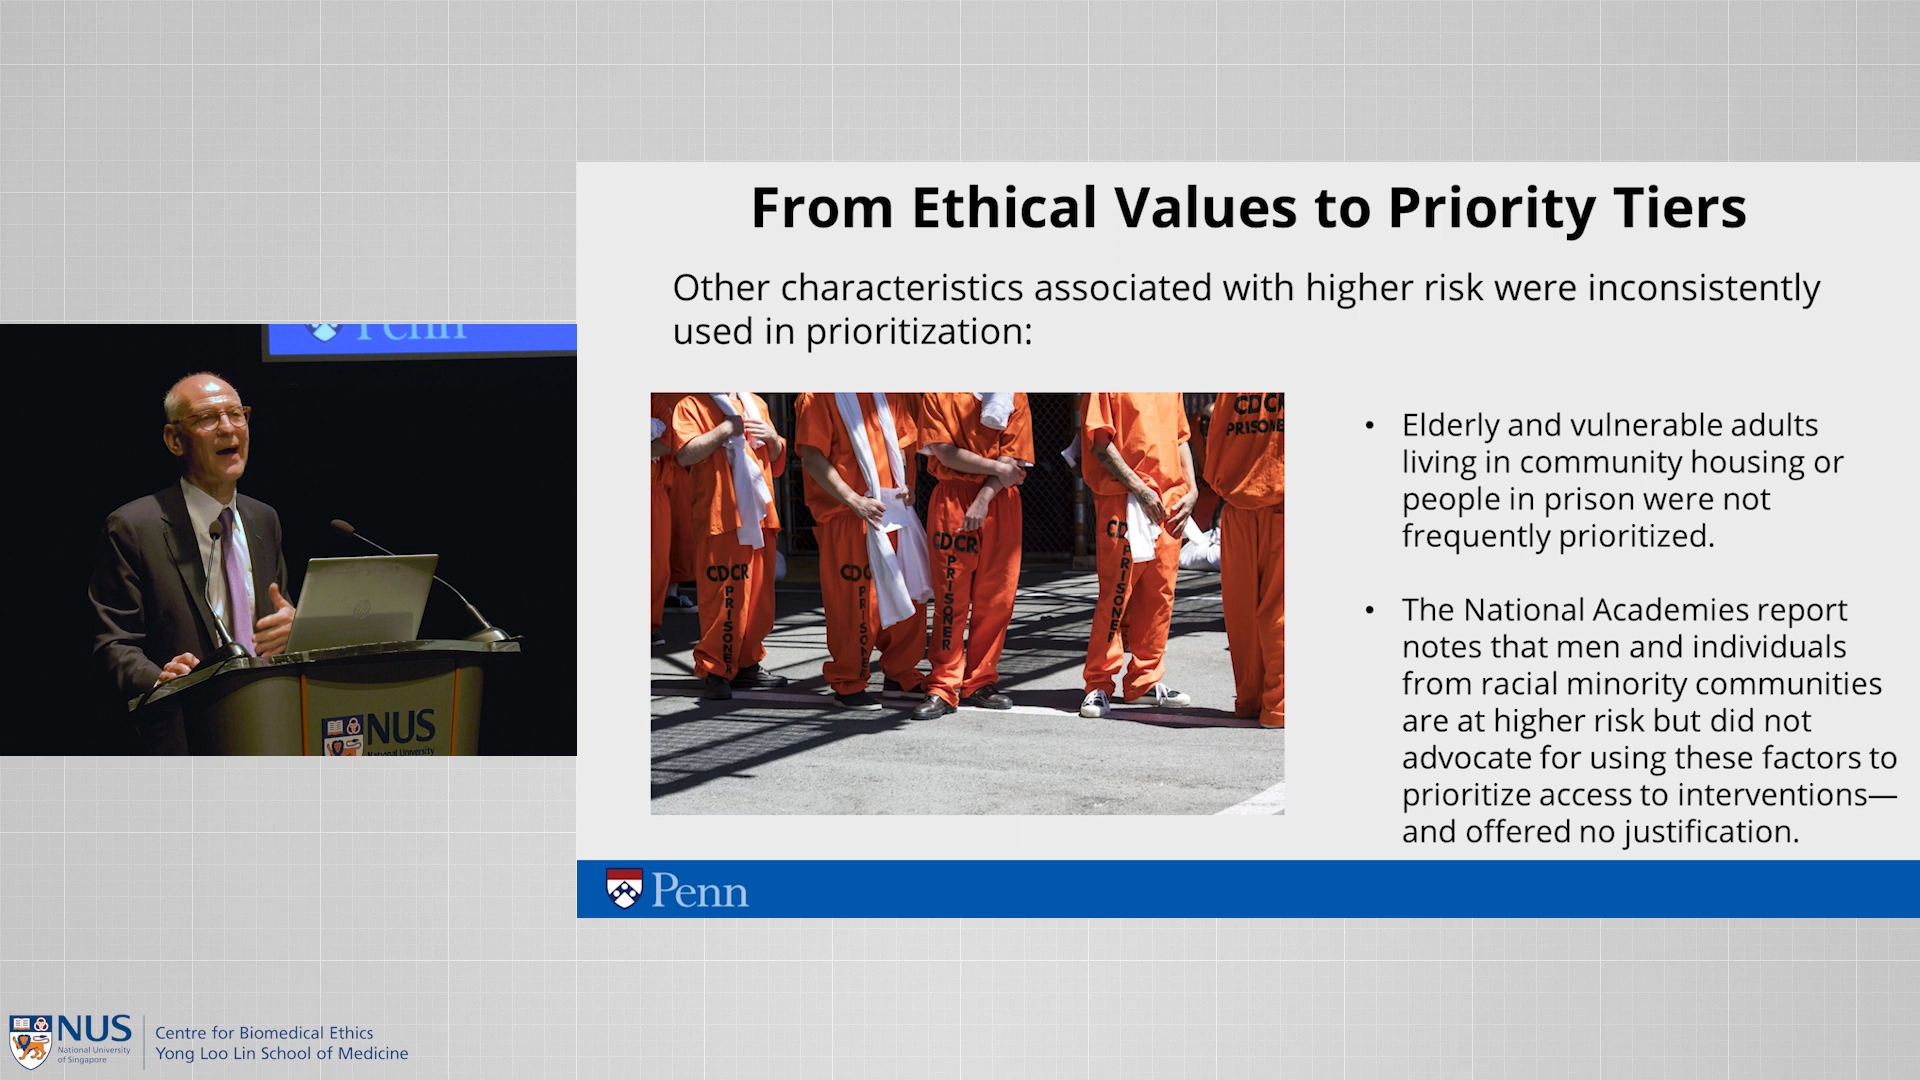 From Ethical Values to Priority Tiers
Other characteristics associated with higher risk were inconsistently
used in prioritization:
• Elderly and vulnerable adults
living in community housing or
people in prison were not
frequently prioritized.
• The National Academies report
notes that men and individuals
from racial minority communities
are at higher risk but did not
advocate for using these factors to
prioritize access to interventions—
and offered no justification.
CDCR
PRISONER
CDCR
PRISONER
CDCR
PRISONER
PRISONER
Penn
Penn
NUS
National University
NUS
National University
of Singapore
Centre for Biomedical Ethics
Yong Loo Lin School of Medicine